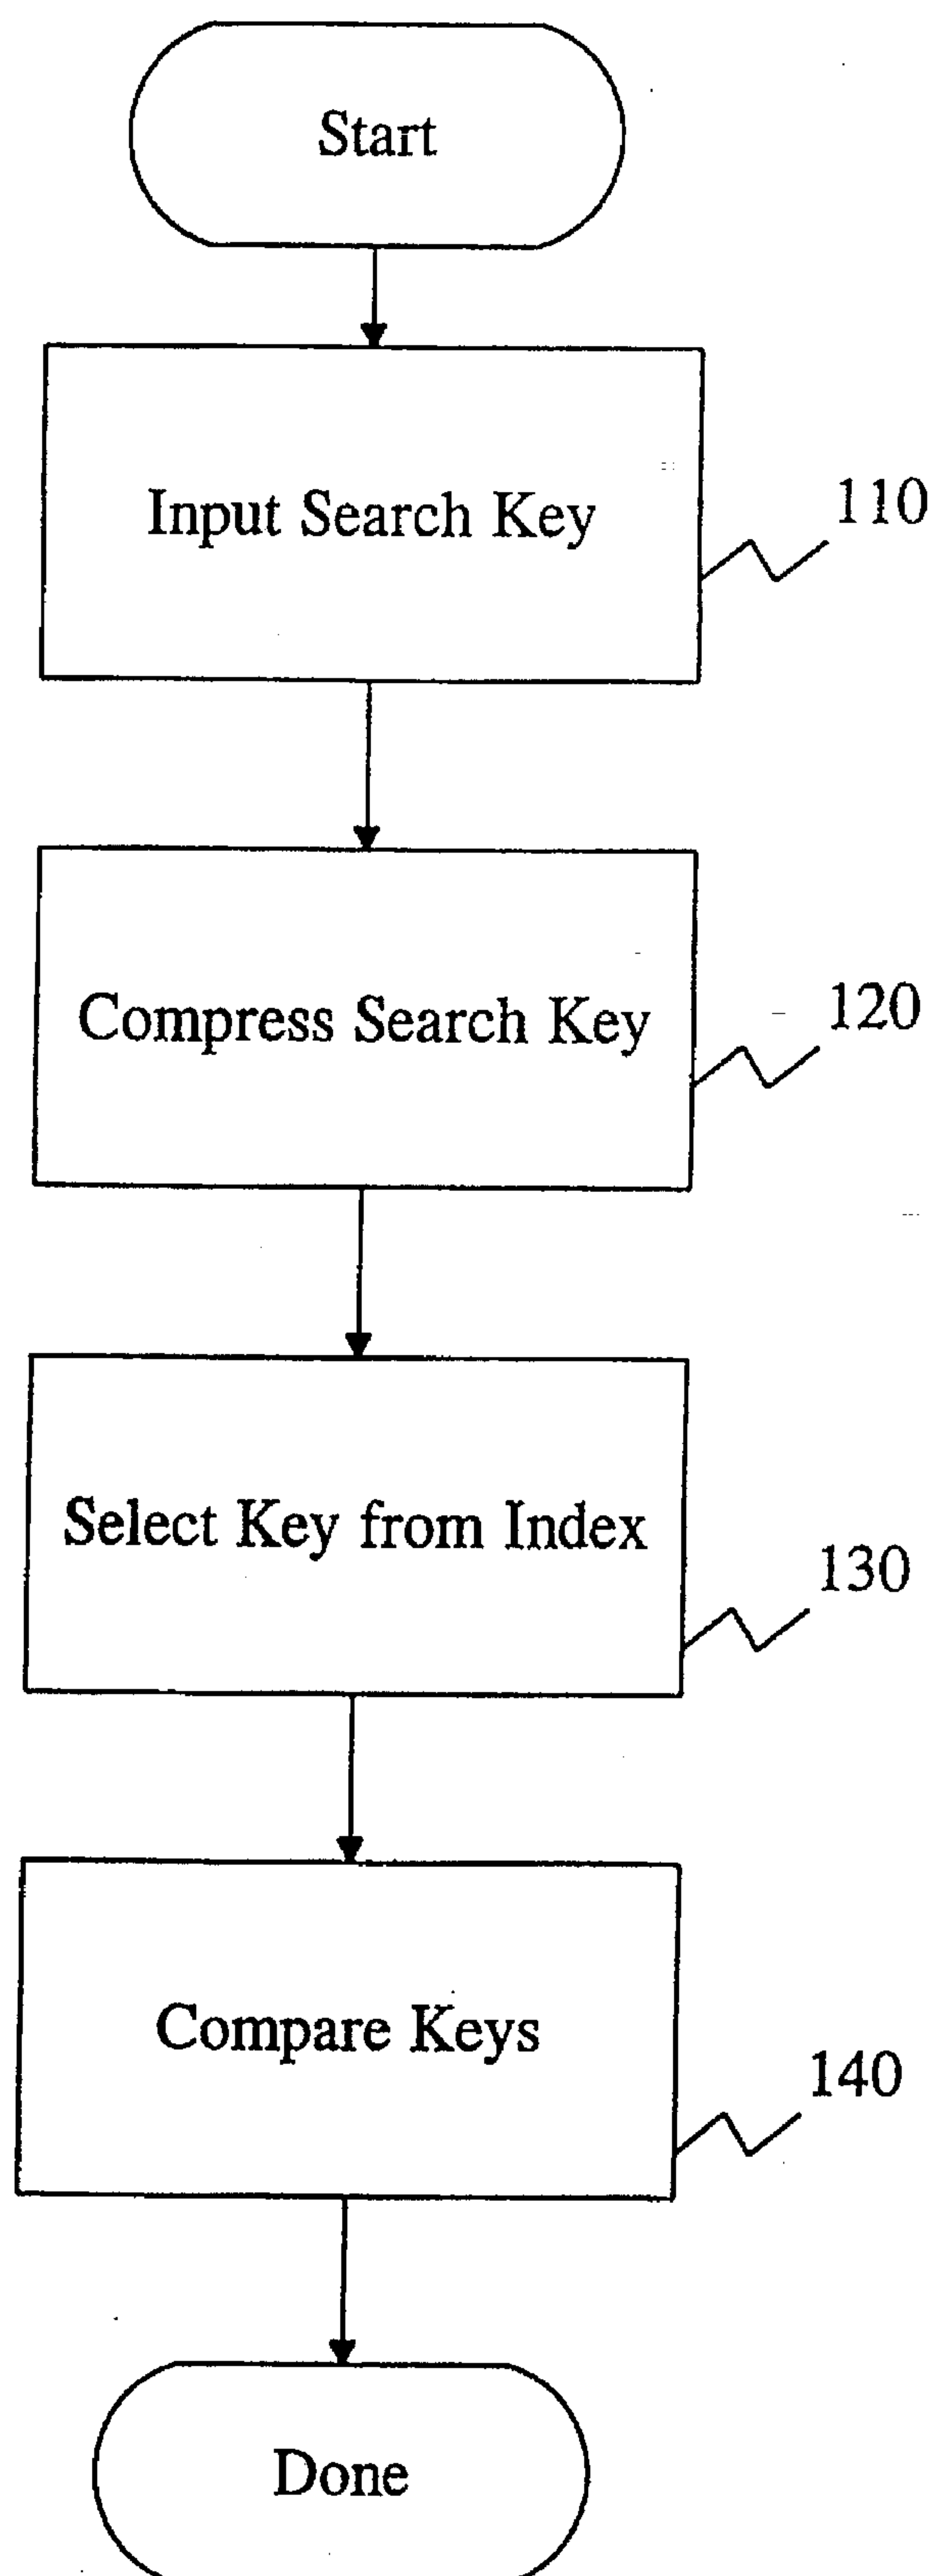 Start
Input Search Key
110
Compress Search Key
120
Select Key from Index
130
Compare Keys
140
Done